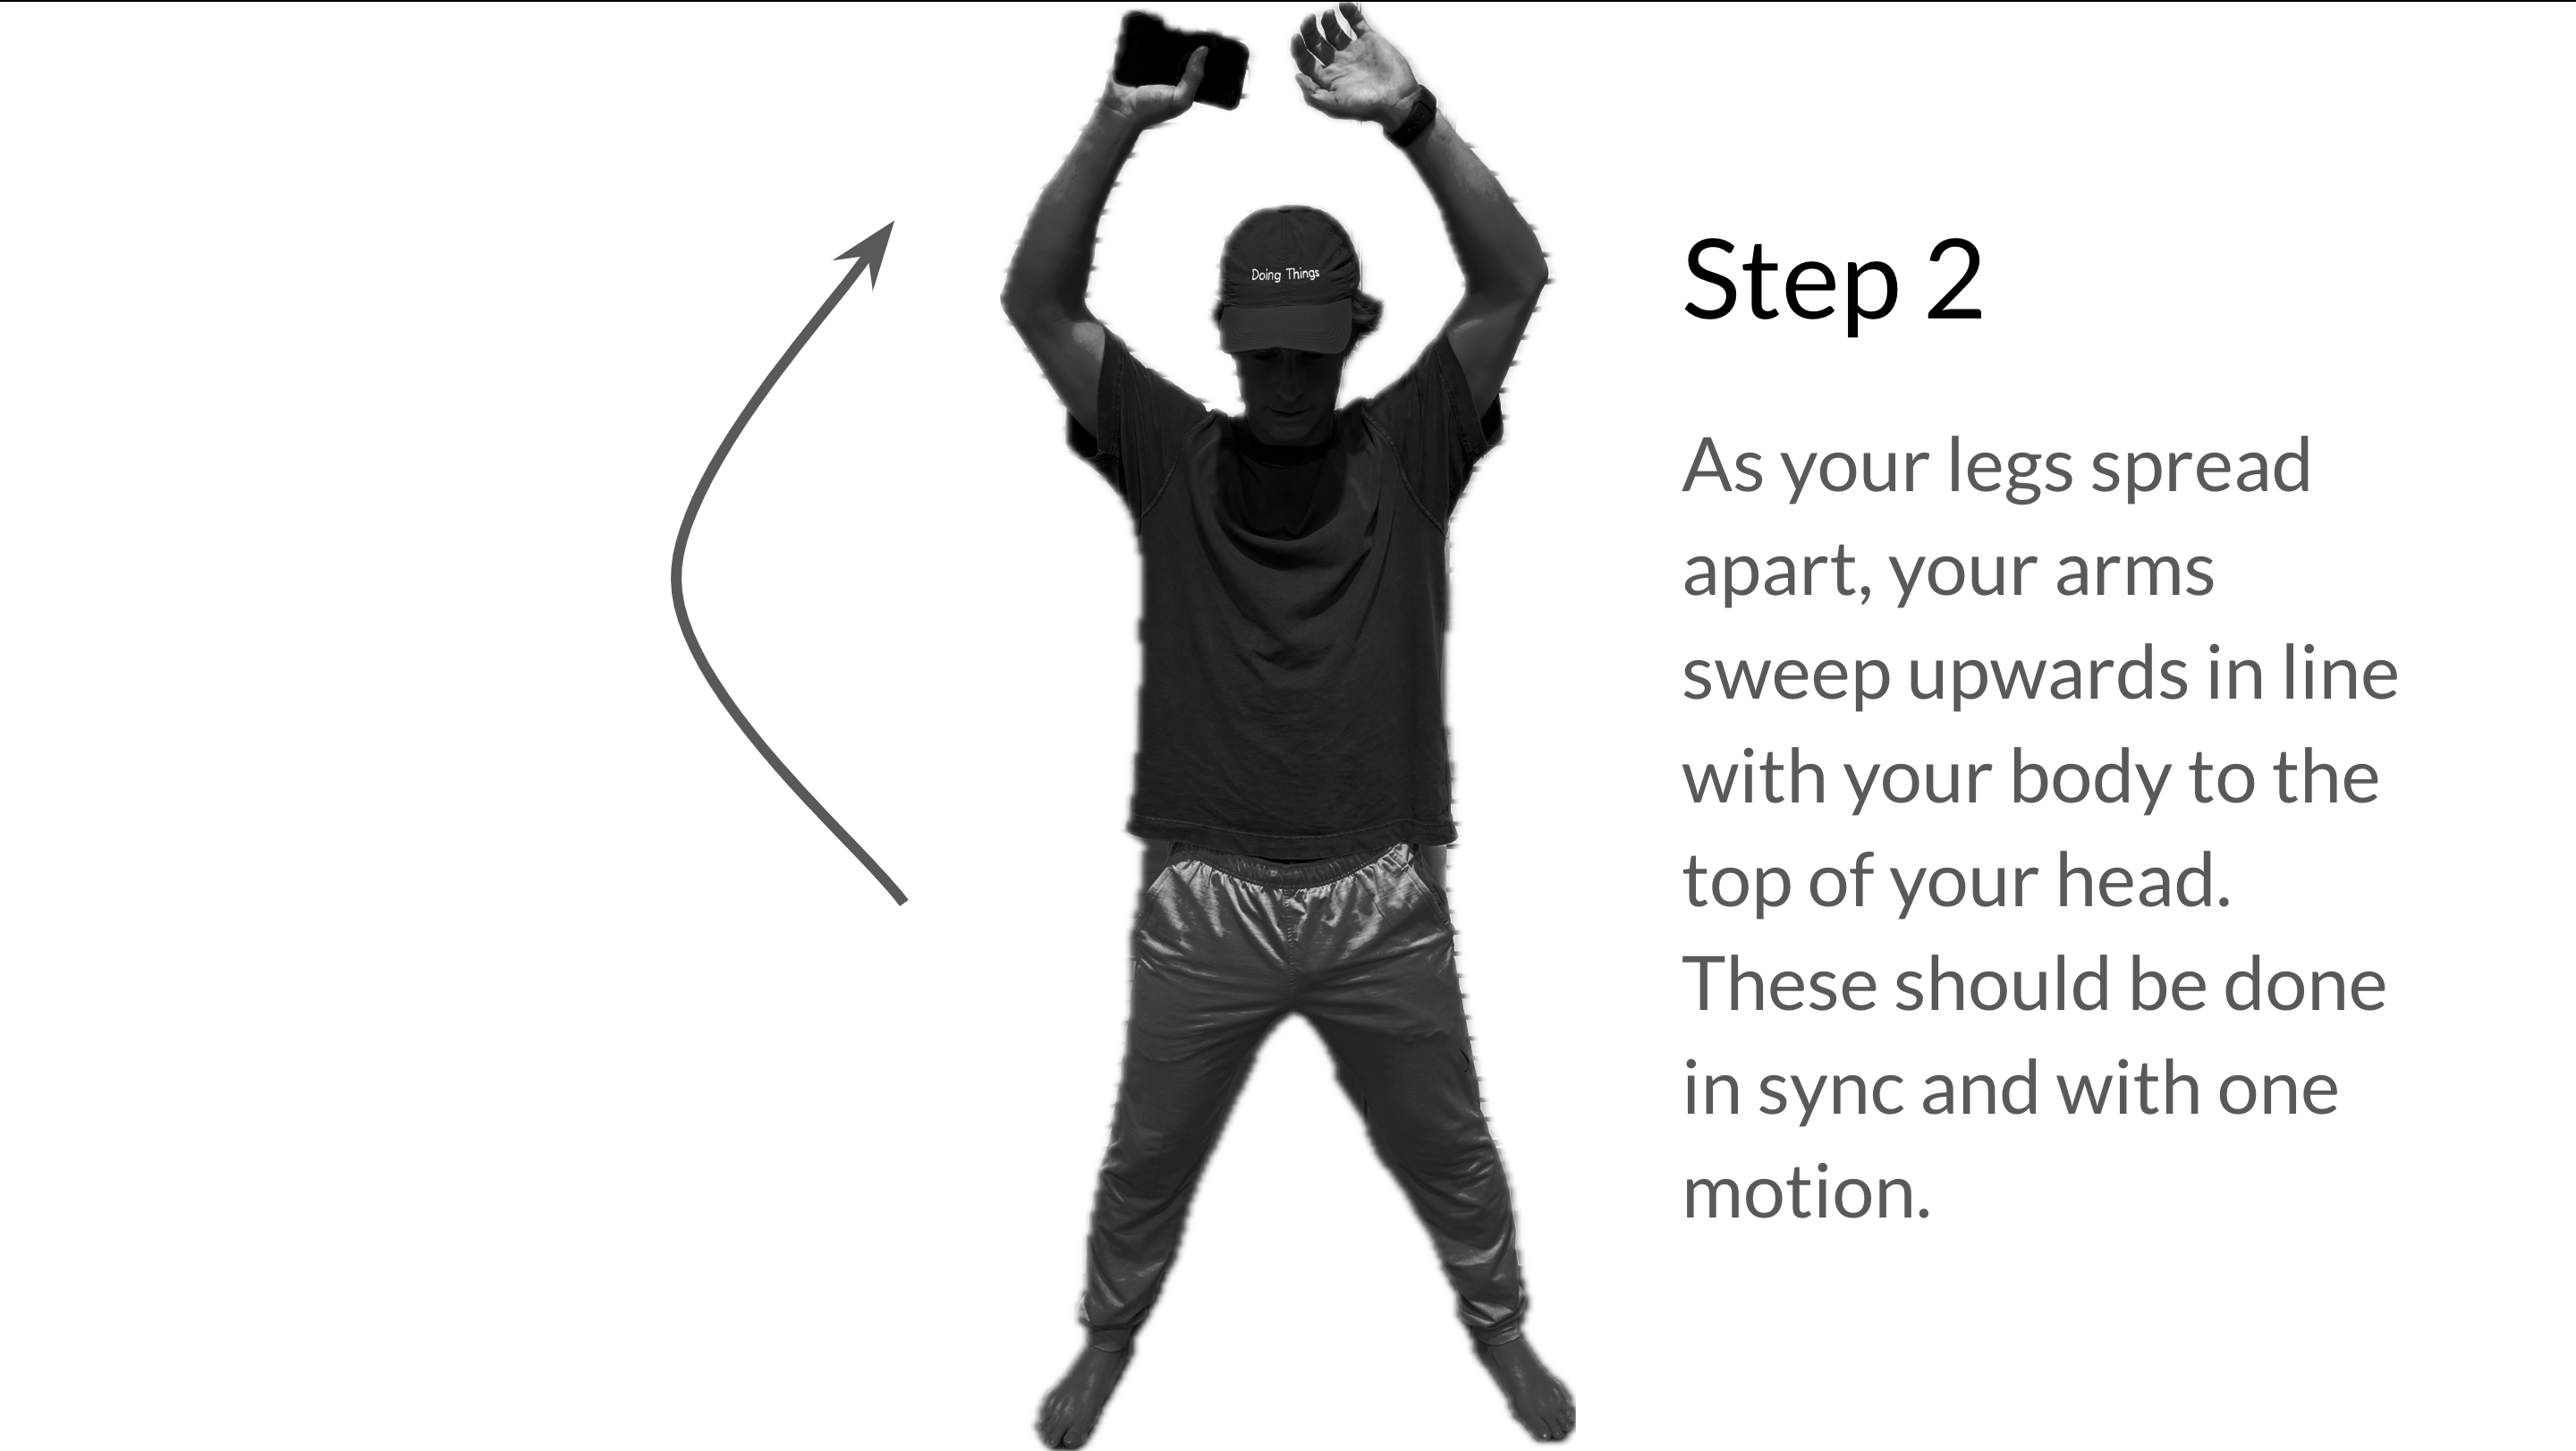 Doing Things
Step 2
As your legs spread
apart, your arms
sweep upwards in line
with your body to the
top of your head.
These should be done
in sync and with one
motion.